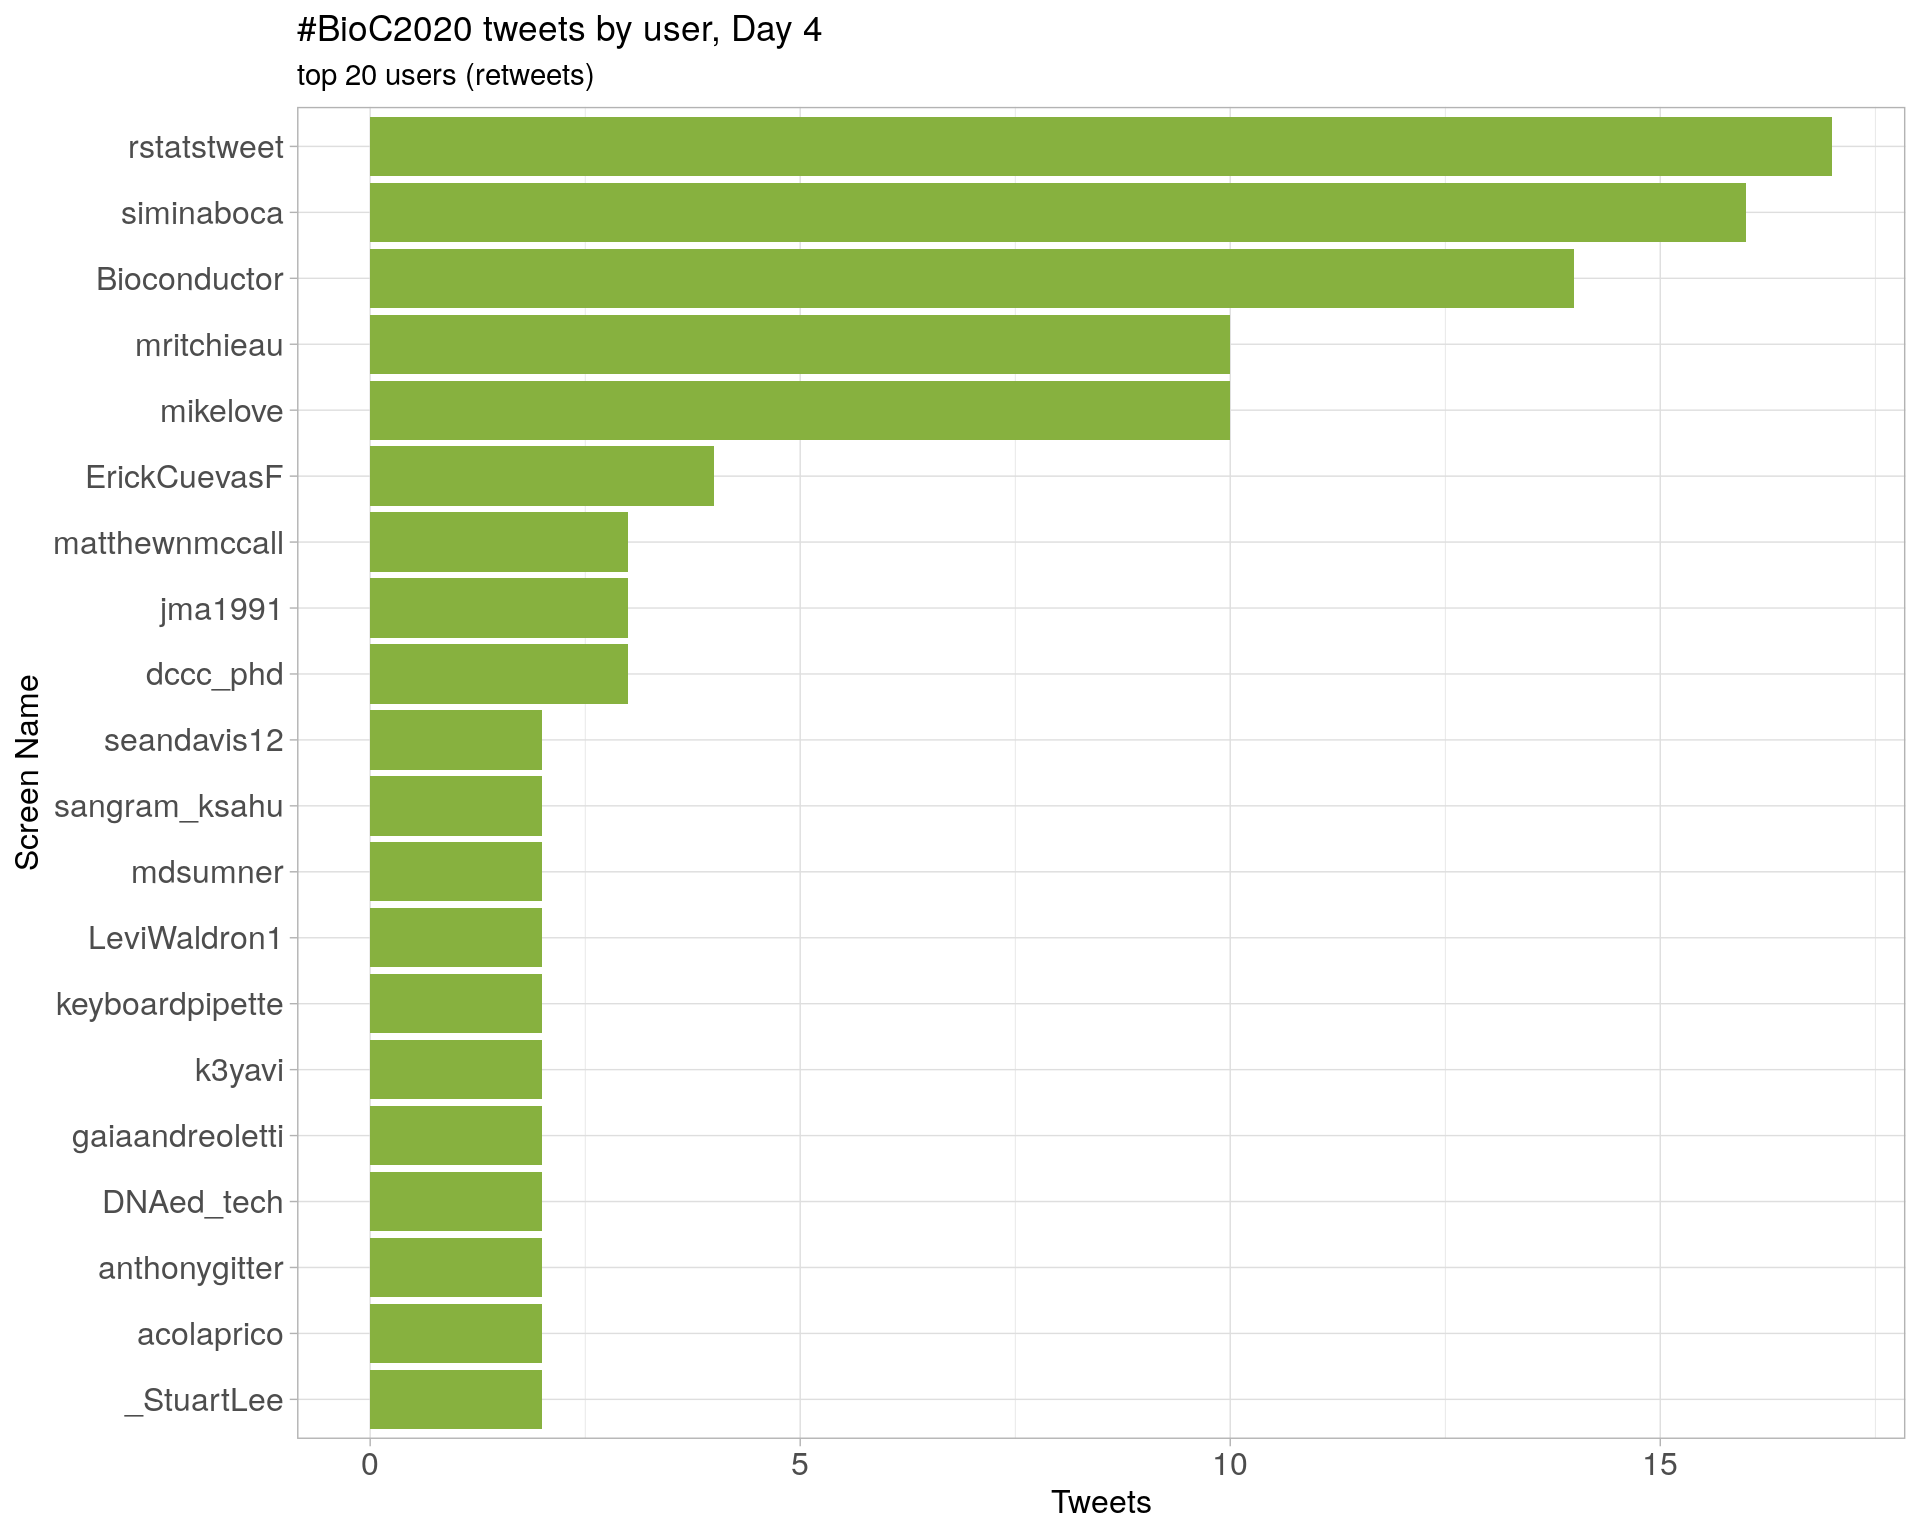 #BioC2020 tweets by user, Day 4
top 20 users (retweets)
Screen Name
rstatstweet
siminaboca
Bioconductor
mritchieau
mikelove
ErickCuevasF
matthewnmccall
jma1991
dccc_phd
seandavis12
sangram_ksahu
mdsumner
LeviWaldron1
keyboardpipette
k3yavi
gaiaandreoletti
DNAed_tech
anthonygitter
acolaprico
_StuartLee
0 5 10 15
Tweets